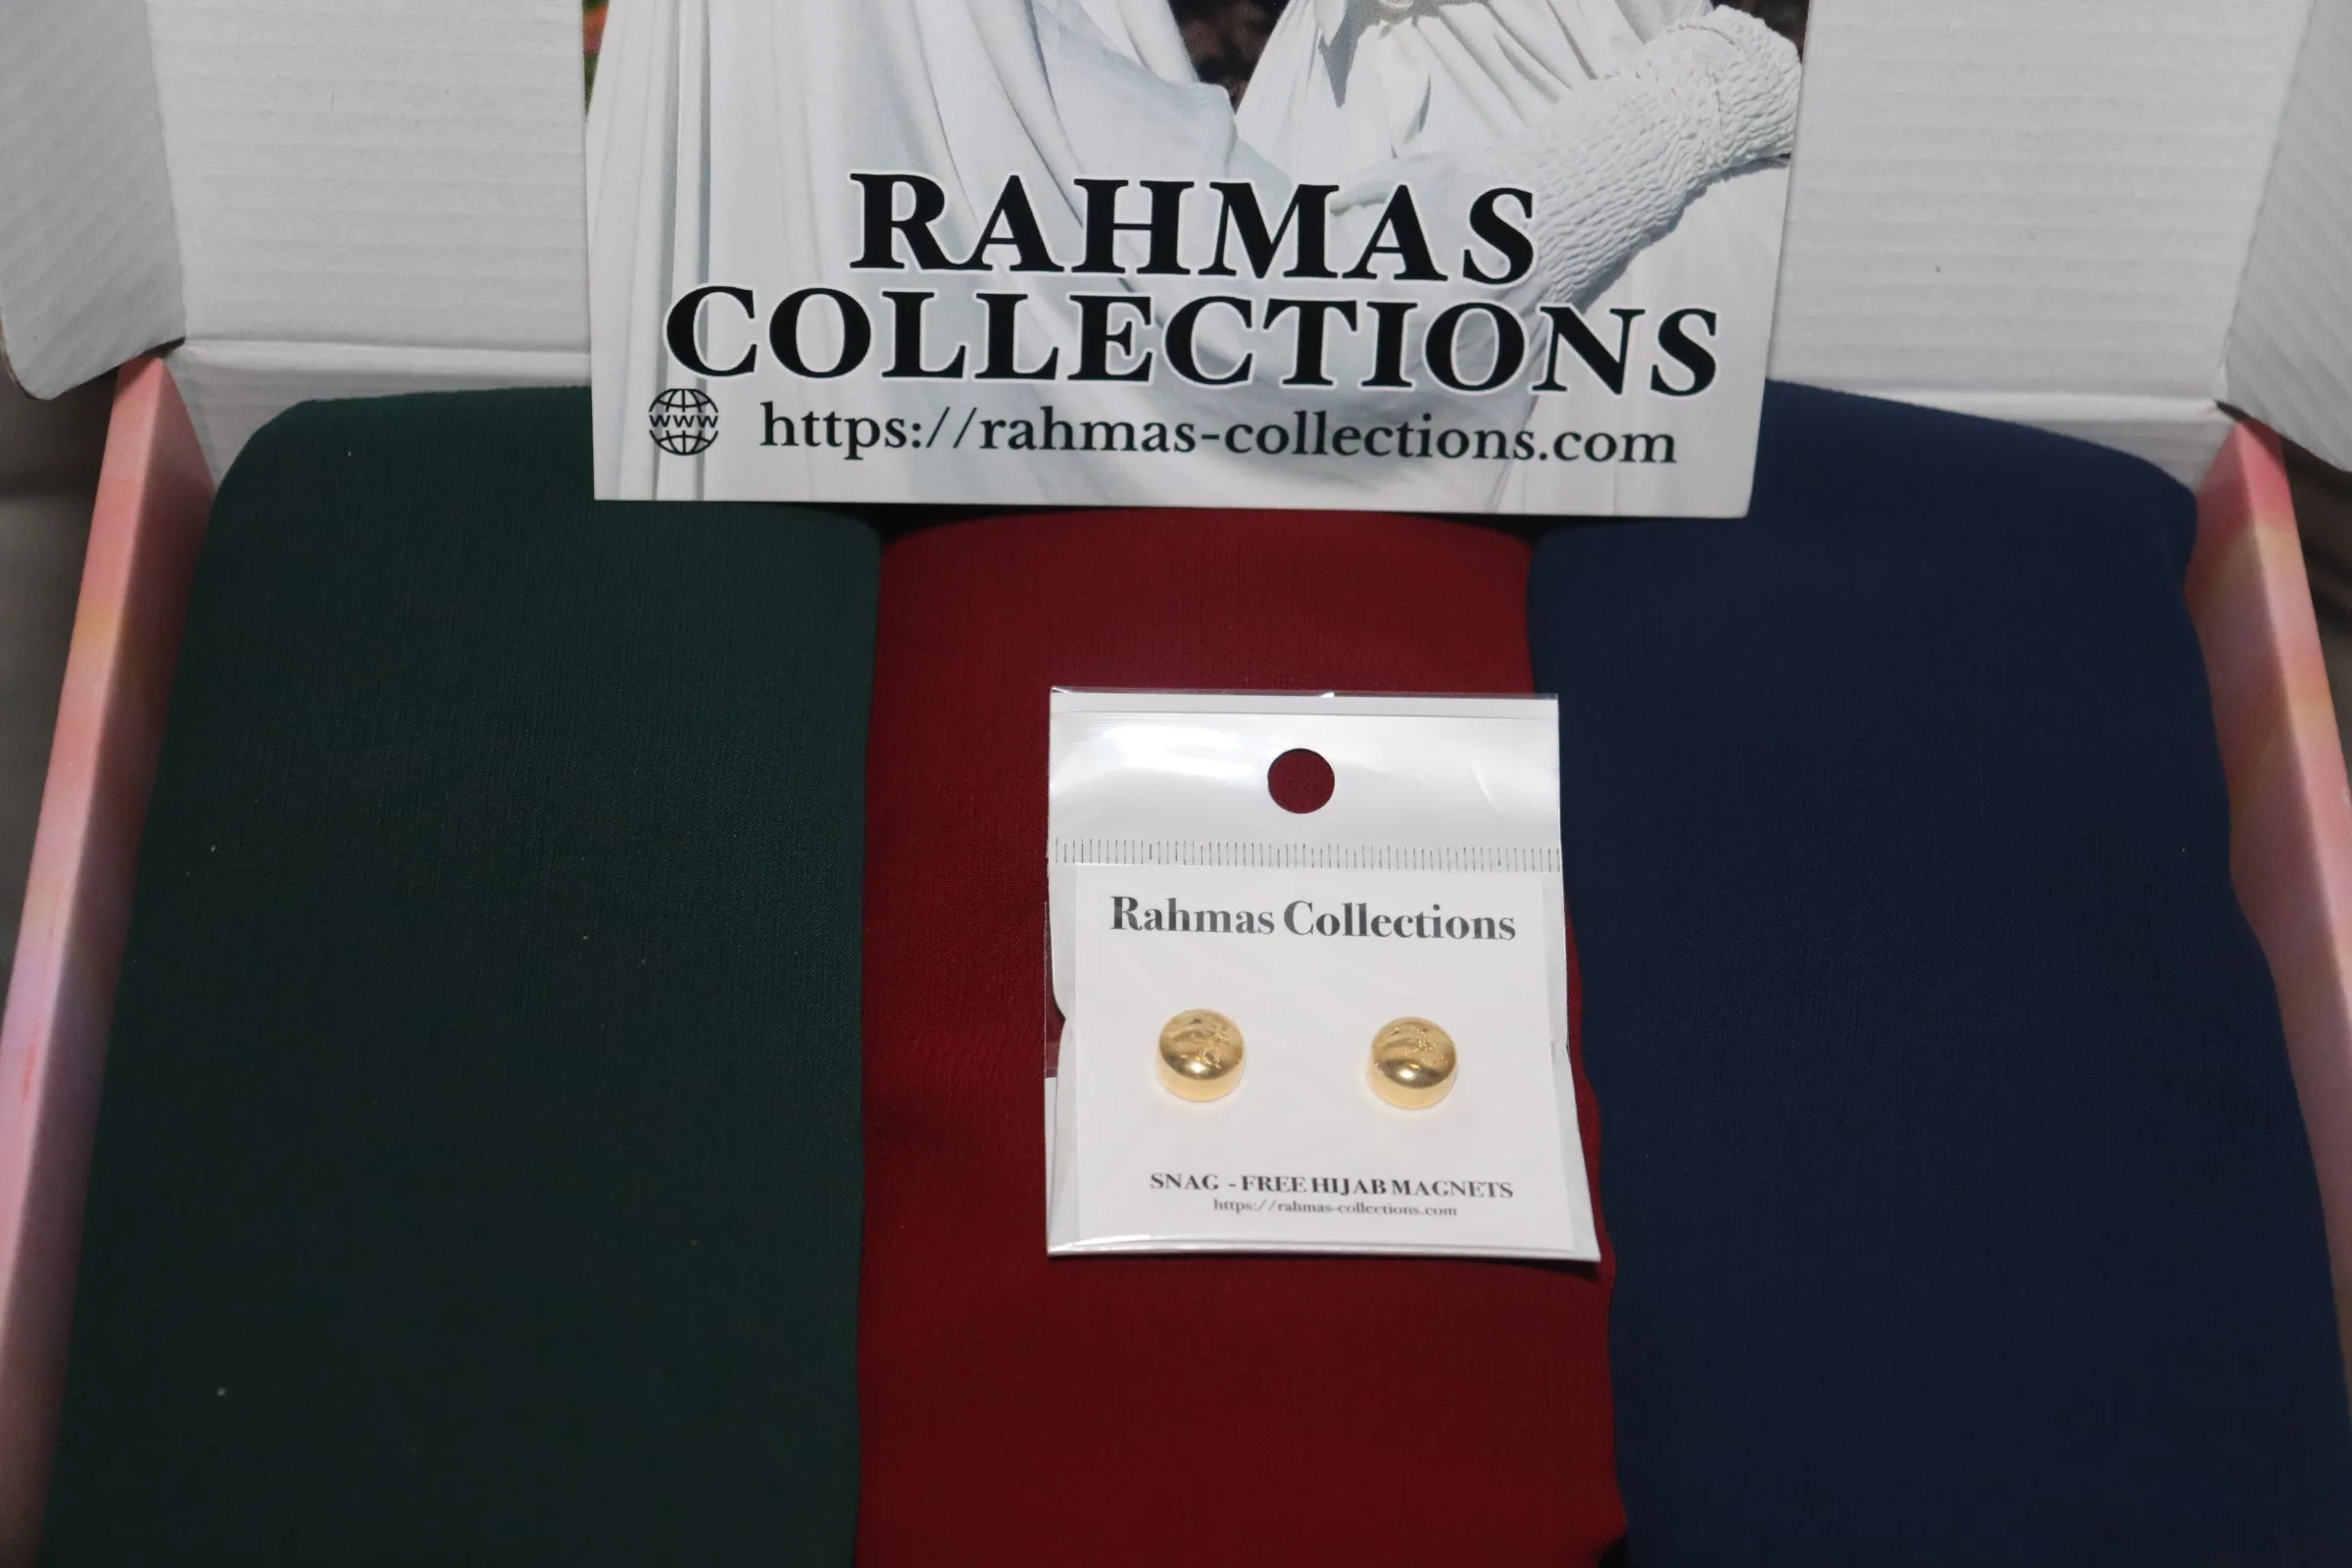 RAHMAS
COLLECTIONS
www https://rahmas-collections.com
Rahmas Collections
SNAG - FREE HIJAB MAGNETS
https://rahmas-collections.com